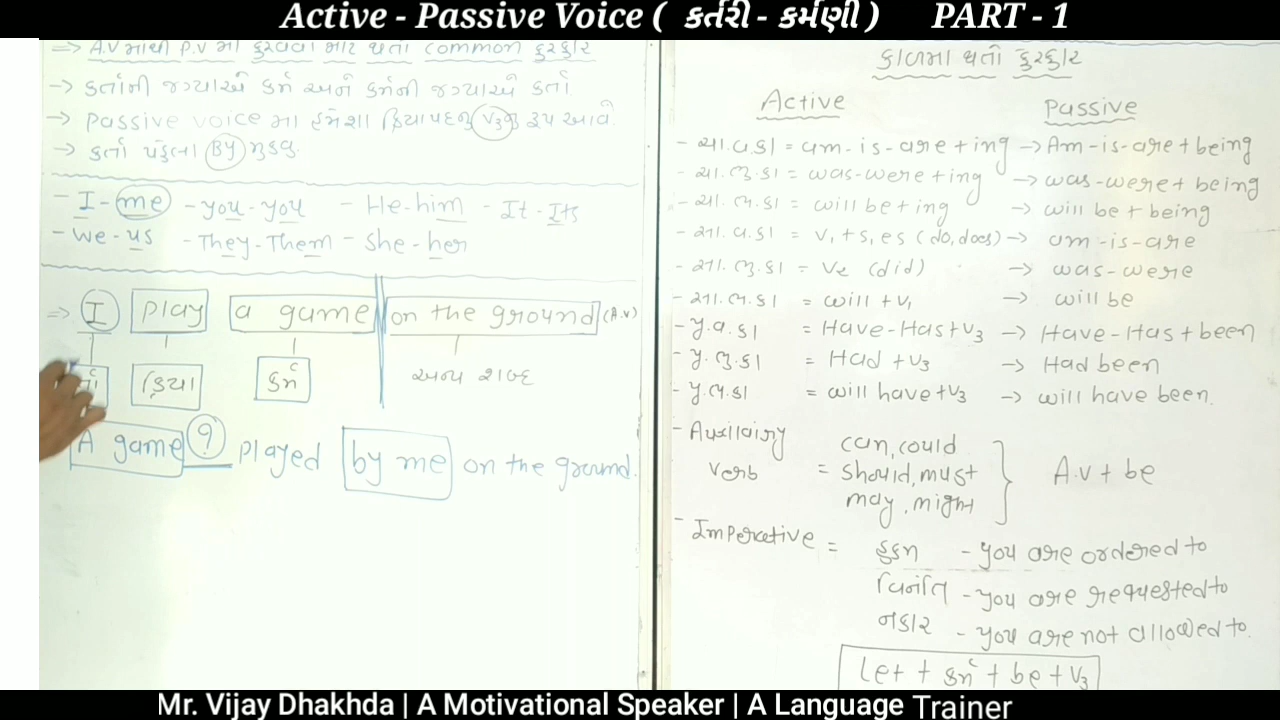 Active - Passive Voice ( કર્તરી - કર્મણી ) PART - 1
=> A.V માંથી P.V માં ફેરવવા માટે થતા common ફેરફાર
-> કર્તાની જગ્યાએ કર્મ અને કર્મની જગ્યાએ કર્તા.
-> Passive voice માં હંમેશા ક્રિયાપદનુ V3નુ રૂપ આવે.
-> કર્તા પહેલા BY મુકવુ.
- I - me - you - you - He - him - It - Its
- We - us - They - Them - She - her
=> I play a game on the ground (A.V)
ક્રિયા કર્મ અન્ય શબ્દ
A game ? played by me on the ground.
કાળમા થતો ફેરફાર
Active Passive
- ચા.વ.કા = am - is - are + ing -> Am - is - are + being
- ચા.ભૂ.કા = was - were + ing -> was - were + being
- ચા.ભ.કા = will be + ing -> will be + being
- સા.વ.કા = V1 + s, es (do, does) -> am - is - are
- સા.ભૂ.કા = V2 (did) -> was - were
- સા.ભ.કા = will + V1 -> will be
- પૂ.વ.કા = Have - Has + V3 -> Have - Has + been
- પૂ.ભૂ.કા = Had + V3 -> Had been
- પૂ.ભ.કા = will have + V3 -> will have been.
- Auxilairy Verb = can, could
should, must
may, might } A.V + be
- Imperative = હુકમ - you are ordered to
વિનંતિ - you are requested to
નકાર - you are not allowed to.
Let + કર્મ + be + V3
Mr. Vijay Dhakhda | A Motivational Speaker | A Language Trainer